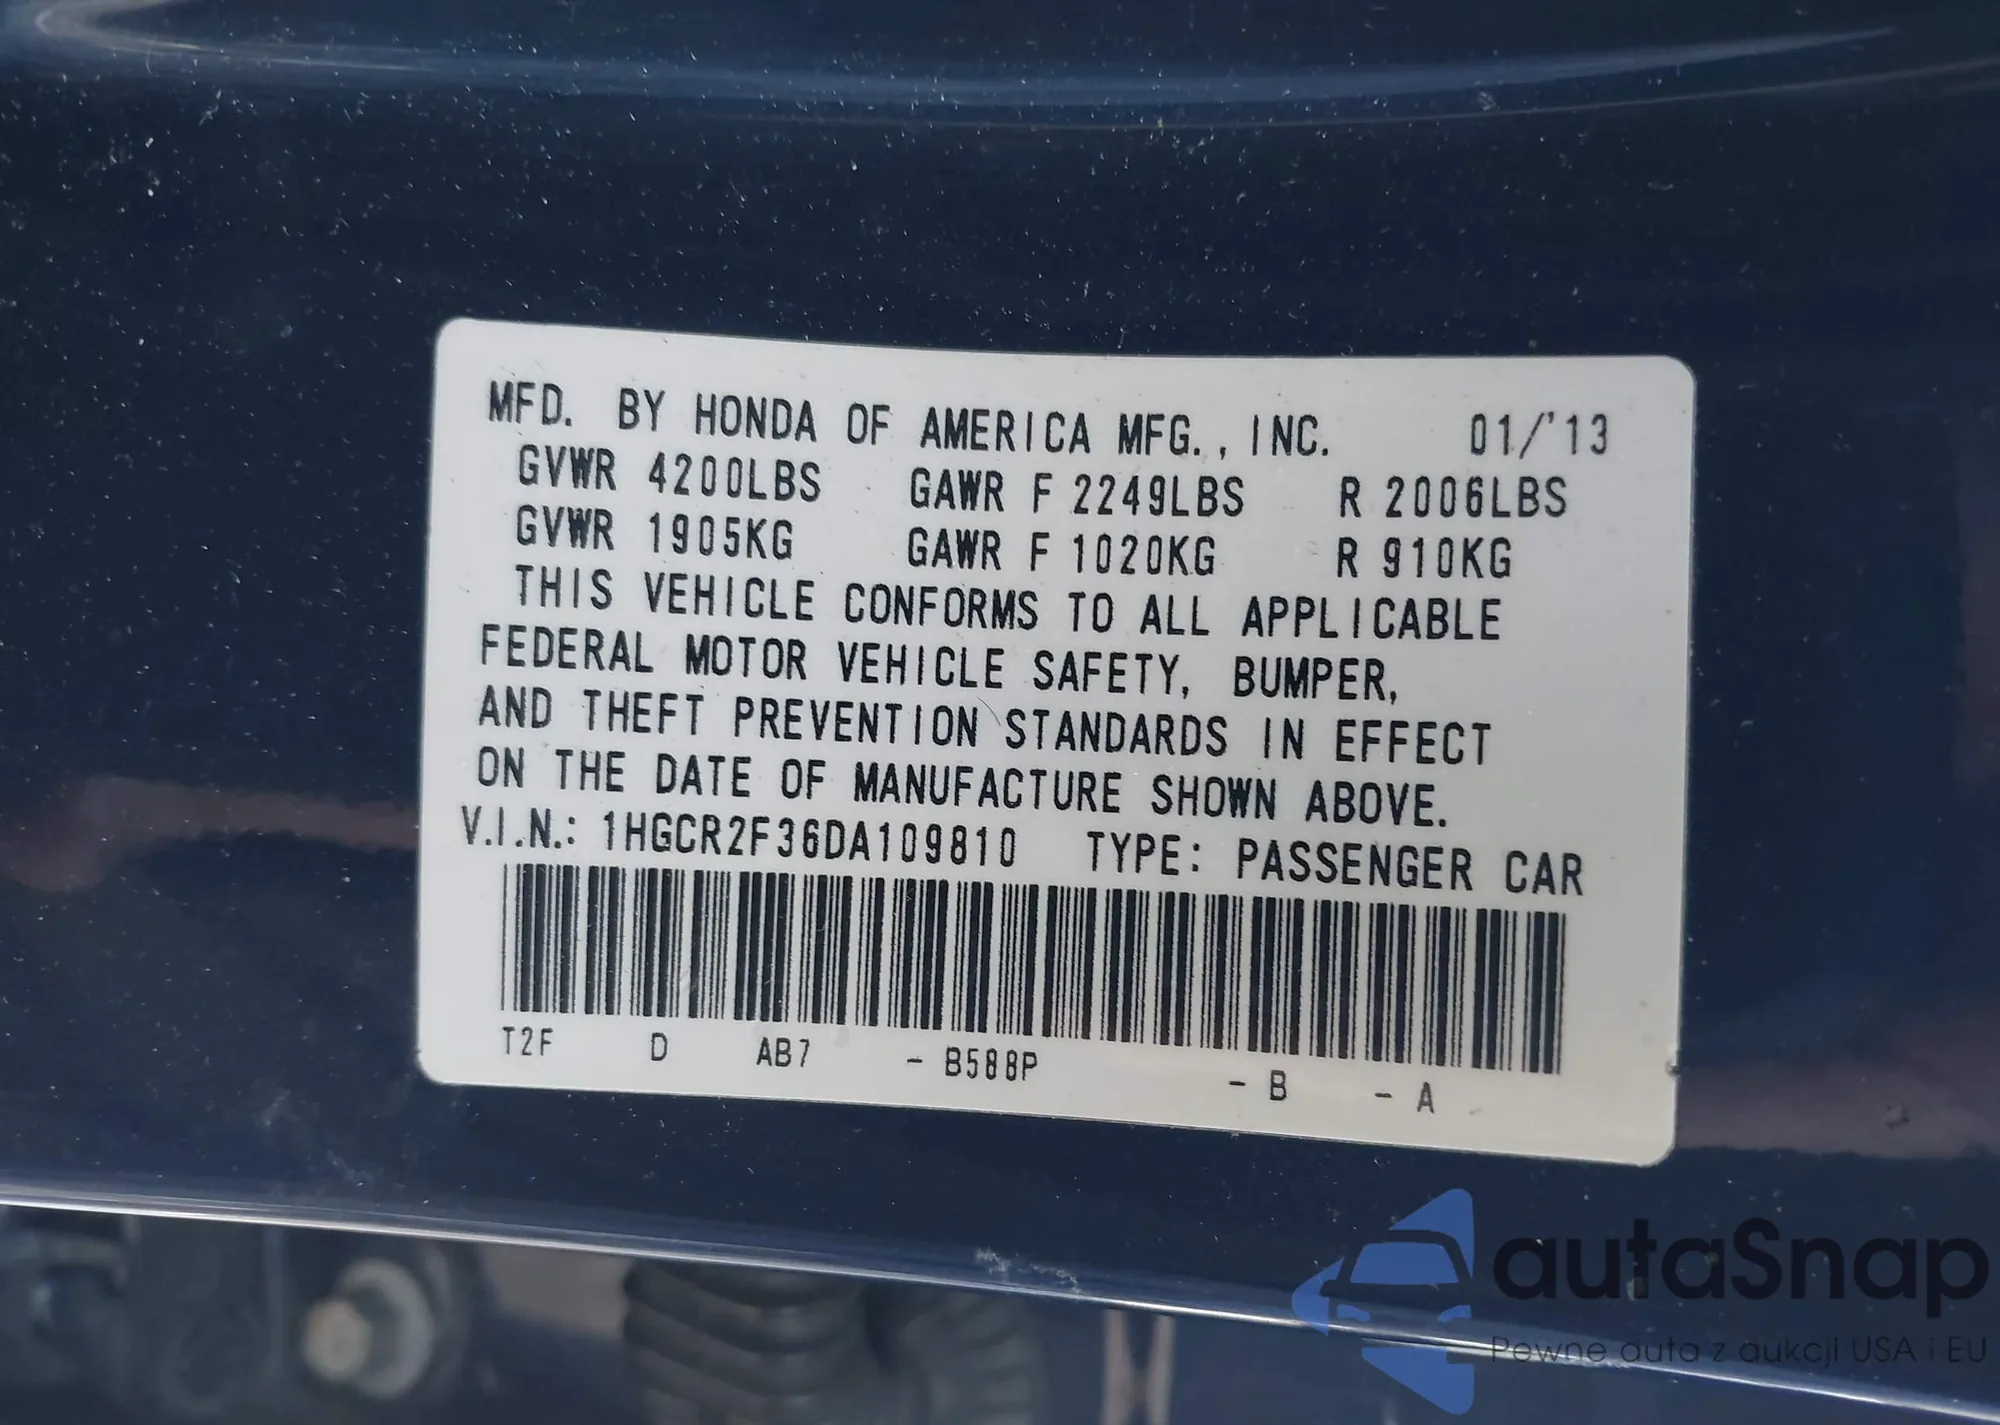 MFD. BY HONDA OF AMERICA MFG., INC. 01/'13
GVWR 4200LBS GAWR F 2249LBS R 2006LBS
GVWR 1905KG GAWR F 1020KG R 910KG
THIS VEHICLE CONFORMS TO ALL APPLICABLE
FEDERAL MOTOR VEHICLE SAFETY, BUMPER,
AND THEFT PREVENTION STANDARDS IN EFFECT
ON THE DATE OF MANUFACTURE SHOWN ABOVE.
V.I.N.: 1HGCR2F36DA109810 TYPE: PASSENGER CAR
T2F D AB7 - B588P - B - A
autaSnap
Pewne auta z aukcji USA i EU